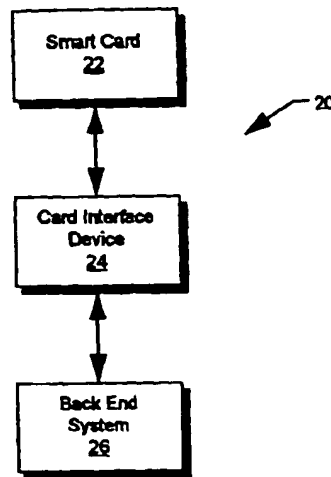 Smart Card
22
20
Card Interface
Device
24
Back End
System
26